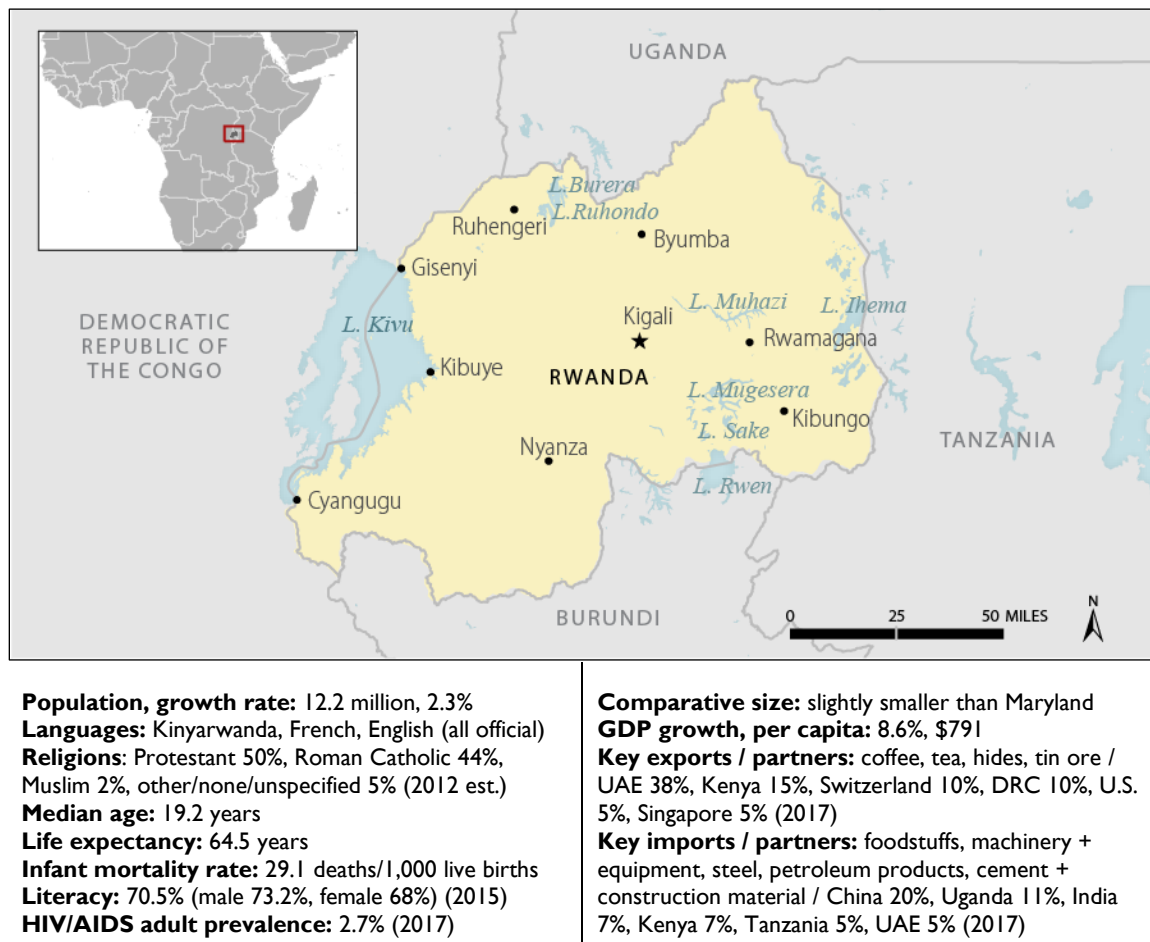 UGANDA
L.Burera
L.Ruhondo
Ruhengeri
Byumba
Gisenyi
L. Muhazi
L. Ihema
Kigali
L. Kivu
DEMOCRATIC
REPUBLIC OF
THE CONGO
Rwamagana
Kibuye
RWANDA
L. Mugesera
Kibungo
L. Sake
TANZANIA
Nyanza
L. Rwen
Cyangugu
BURUNDI
0 25 50 MILES
N
Population, growth rate: 12.2 million, 2.3%
Languages: Kinyarwanda, French, English (all official)
Religions: Protestant 50%, Roman Catholic 44%,
Muslim 2%, other/none/unspecified 5% (2012 est.)
Median age: 19.2 years
Life expectancy: 64.5 years
Infant mortality rate: 29.1 deaths/1,000 live births
Literacy: 70.5% (male 73.2%, female 68%) (2015)
HIV/AIDS adult prevalence: 2.7% (2017)
Comparative size: slightly smaller than Maryland
GDP growth, per capita: 8.6%, $791
Key exports / partners: coffee, tea, hides, tin ore /
UAE 38%, Kenya 15%, Switzerland 10%, DRC 10%, U.S.
5%, Singapore 5% (2017)
Key imports / partners: foodstuffs, machinery +
equipment, steel, petroleum products, cement +
construction material / China 20%, Uganda 11%, India
7%, Kenya 7%, Tanzania 5%, UAE 5% (2017)